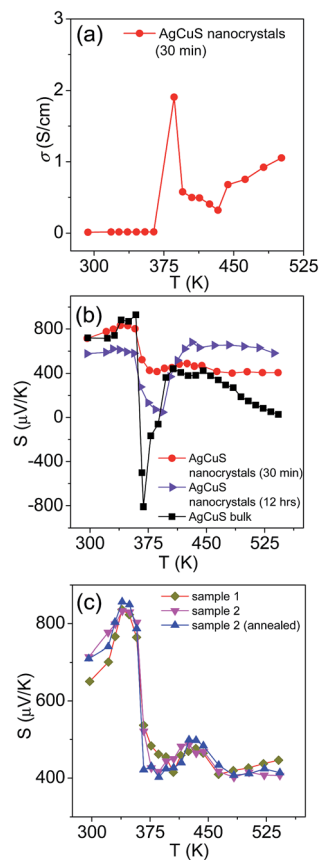 (a)
AgCuS nanocrystals
(30 min)
3
2
1
0
σ (S/cm)
300 375 450 525
T (K)
(b)
800
400
0
-400
-800
S (μV/K)
AgCuS
nanocrystals (30 min)
AgCuS
nanocrystals (12 hrs)
AgCuS bulk
300 375 450 525
T (K)
(c)
sample 1
sample 2
sample 2 (annealed)
800
600
400
S (μV/K)
300 375 450 525
T (K)